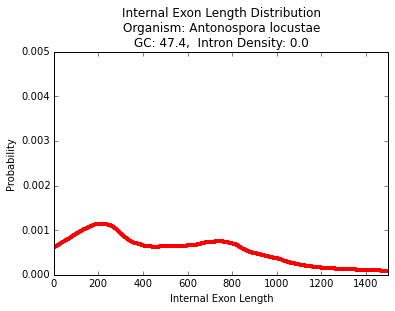 Internal Exon Length Distribution
Organism: Antonospora locustae
GC: 47.4,  Intron Density: 0.0
0.005
0.004
0.003
0.002
0.001
0.000
Probability
0 200 400 600 800 1000 1200 1400
Internal Exon Length